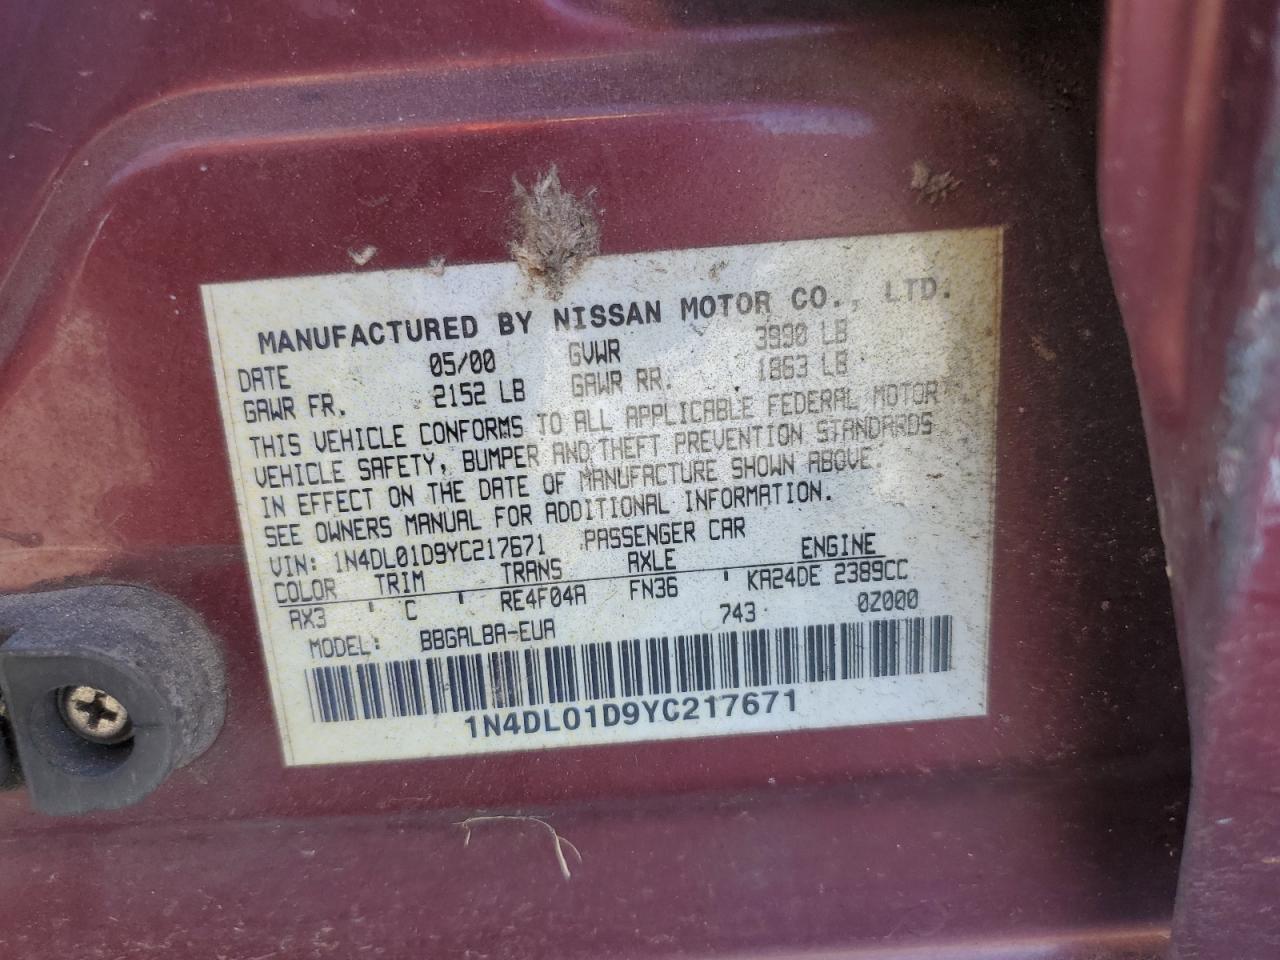 MANUFACTURED BY NISSAN MOTOR CO., LTD.
DATE 05/00 GVWR 3990 LB
GAWR FR. 2152 LB GAWR RR. 1863 LB
THIS VEHICLE CONFORMS TO ALL APPLICABLE FEDERAL MOTOR
VEHICLE SAFETY, BUMPER AND THEFT PREVENTION STANDARDS
IN EFFECT ON THE DATE OF MANUFACTURE SHOWN ABOVE.
SEE OWNERS MANUAL FOR ADDITIONAL INFORMATION.
VIN: 1N4DL01D9YC217671 PASSENGER CAR
COLOR TRIM TRANS AXLE ENGINE
AX3 ' C ' RE4F04A FN36 ' KA24DE 2389CC
MODEL: BBGALBA-EUA 743 0Z000
1N4DL01D9YC217671